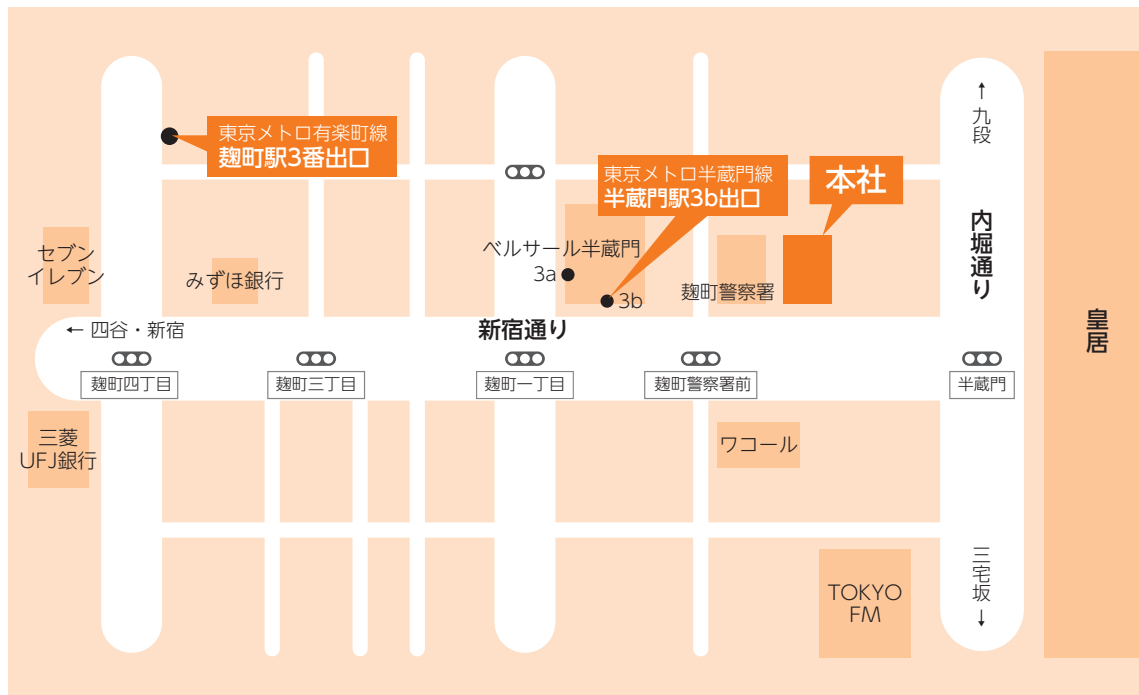 東京メトロ有楽町線
麹町駅3番出口
東京メトロ半蔵門線
半蔵門駅3b出口
本社
↑
九段
内堀通り
皇居
セブン
イレブン
みずほ銀行
ベルサール半蔵門
3a
3b
麹町警察署
← 四谷・新宿
新宿通り
麹町四丁目
麹町三丁目
麹町一丁目
麹町警察署前
半蔵門
三菱
UFJ銀行
ワコール
TOKYO
FM
三宅坂
↓